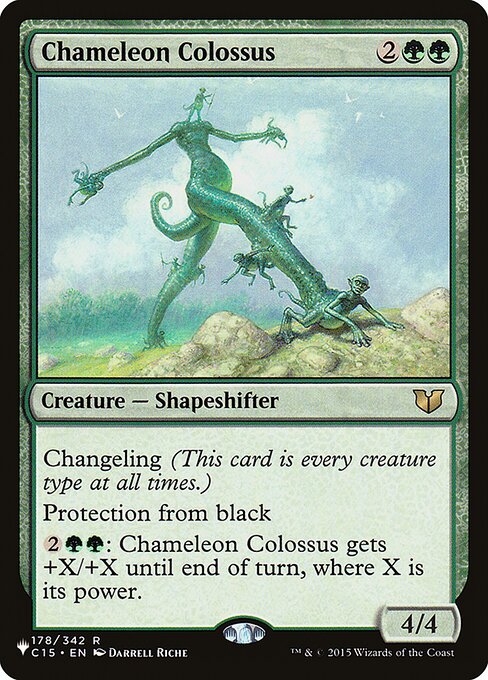 Chameleon Colossus 2
Creature — Shapeshifter
Changeling (This card is every creature
type at all times.)
Protection from black
2: Chameleon Colossus gets
+X/+X until end of turn, where X is
its power.
4/4
178/342 R
C15 • EN Darrell Riche
™ & © 2015 Wizards of the Coast